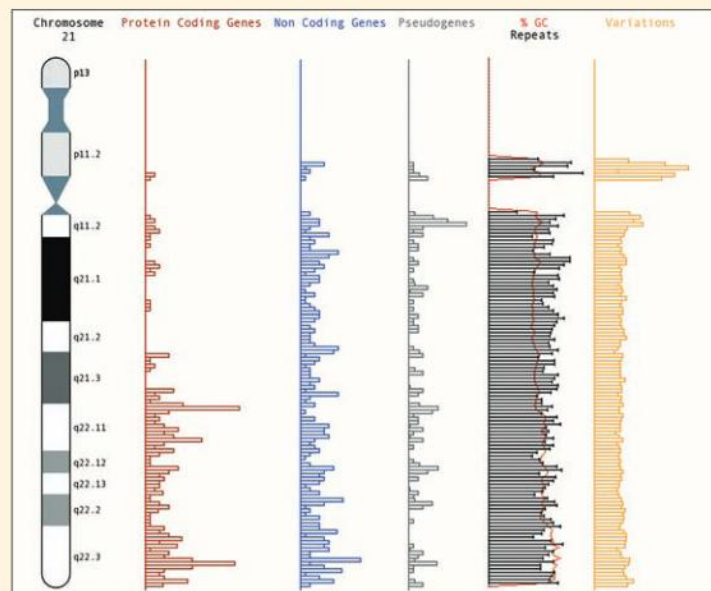 Chromosome 21
Protein Coding Genes
Non Coding Genes
Pseudogenes
% GC
Repeats
Variations
p13
p11.2
q11.2
q21.1
q21.2
q21.3
q22.11
q22.12
q22.13
q22.2
q22.3